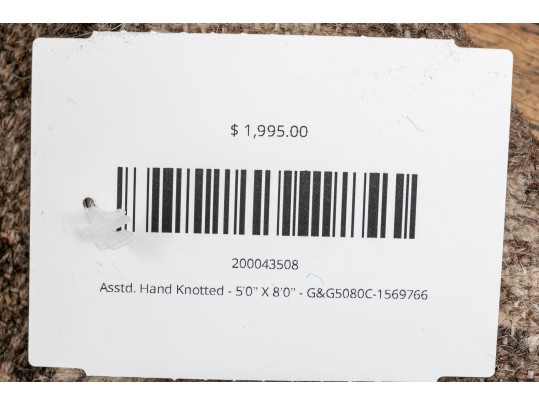 $ 1,995.00
200043508
Asstd. Hand Knotted - 5'0" X 8'0" - G&G5080C-1569766